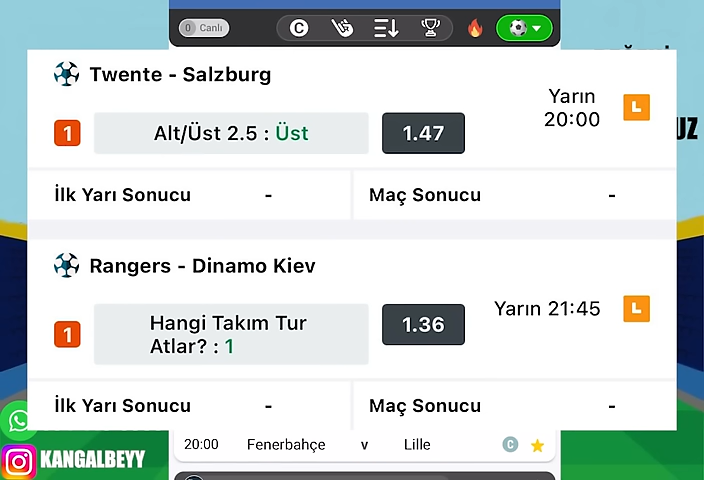 0 Canlı
C
Twente - Salzburg
Yarın
20:00
L
1
Alt/Üst 2.5 : Üst
1.47
UZ
İlk Yarı Sonucu -
Maç Sonucu -
Rangers - Dinamo Kiev
Yarın 21:45
L
1
Hangi Takım Tur
Atlar? : 1
1.36
İlk Yarı Sonucu -
Maç Sonucu -
20:00 Fenerbahçe v Lille C
KANGALBEYY